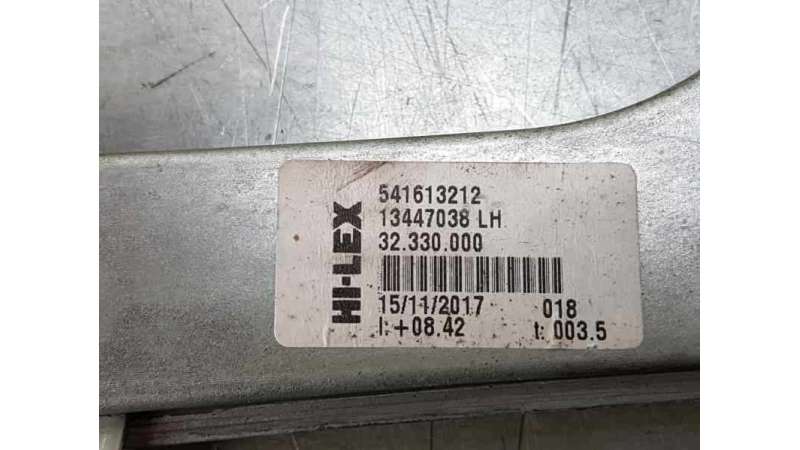 HI-LEX
541613212
13447038 LH
32.330.000
15/11/2017 018
l: +08.42 t: 003.5